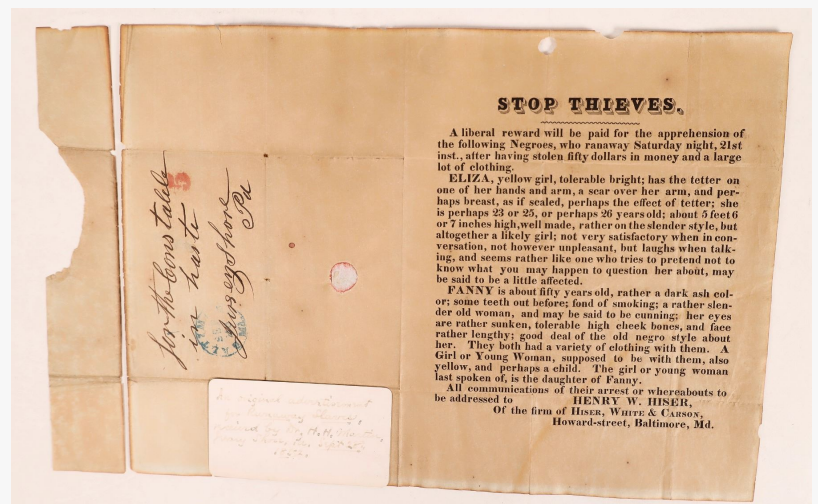 for the Constable
in haste
Jersey Shore
Pa
STOP THIEVES.
A liberal reward will be paid for the apprehension of
the following Negroes, who ranaway Saturday night, 21st
inst., after having stolen fifty dollars in money and a large
lot of clothing.
ELIZA, yellow girl, tolerable bright; has the tetter on
one of her hands and arm, a scar over her arm, and per-
haps breast, as if scaled, perhaps the effect of tetter; she
is perhaps 23 or 25, or perhaps 26 years old; about 5 feet 6
or 7 inches high, well made, rather on the slender style, but
altogether a likely girl; not very satisfactory when in con-
versation, not however unpleasant, but laughs when talk-
ing, and seems rather like one who tries to pretend not to
know what you may happen to question her about, may
be said to be a little affected.
FANNY is about fifty years old, rather a dark ash col-
or; some teeth out before; fond of smoking; a rather slen-
der old woman, and may be said to be cunning; her eyes
are rather sunken, tolerable high cheek bones, and face
rather lengthy; good deal of the old negro style about
her. They both had a variety of clothing with them. A
Girl or Young Woman, supposed to be with them, also
yellow, and perhaps a child. The girl or young woman
last spoken of, is the daughter of Fanny.
All communications of their arrest or whereabouts to
be addressed to HENRY W. HISER,
Of the firm of HISER, WHITE & CARSON,
Howard-street, Baltimore, Md.